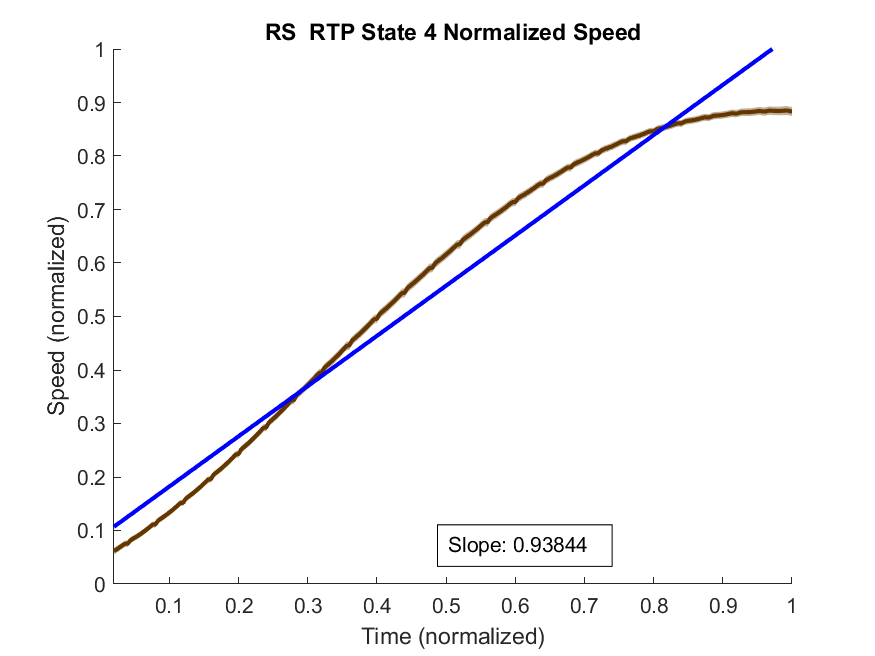 RS  RTP State 4 Normalized Speed
1
0.9
0.8
0.7
0.6
0.5
0.4
0.3
0.2
0.1
0
Speed (normalized)
Slope: 0.93844
0.1 0.2 0.3 0.4 0.5 0.6 0.7 0.8 0.9 1
Time (normalized)